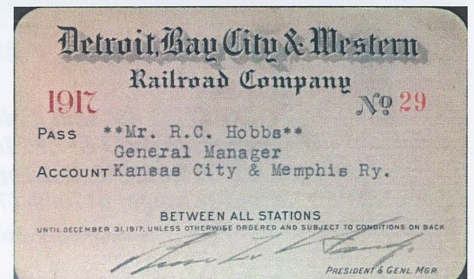 Detroit, Bay City & Western
Railroad Company
1917 No 29
PASS **Mr. R.C. Hobbs**
General Manager
ACCOUNT Kansas City & Memphis Ry.
BETWEEN ALL STATIONS
UNTIL DECEMBER 31, 1917, UNLESS OTHERWISE ORDERED AND SUBJECT TO CONDITIONS ON BACK
PRESIDENT & GENL. MGR.